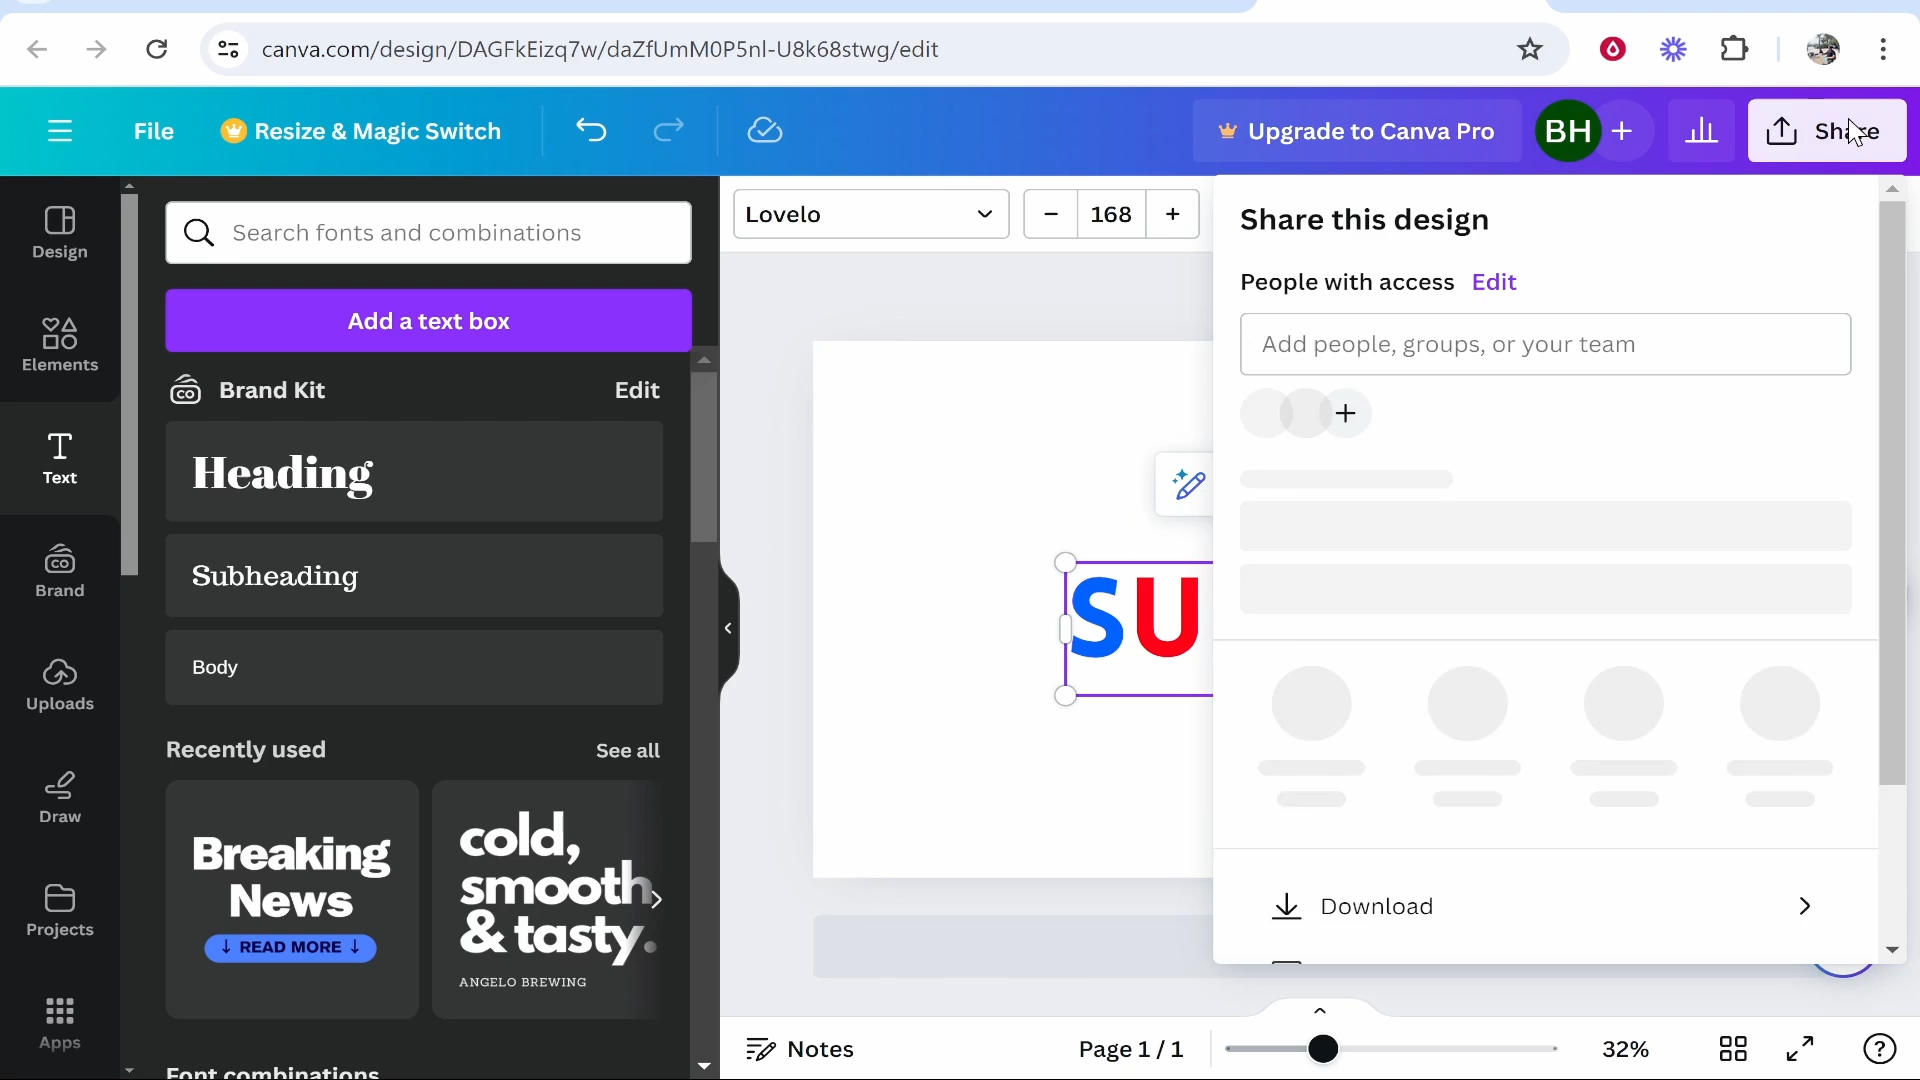 canva.com/design/DAGFkEizq7w/daZfUmM0P5nl-U8k68stwg/edit
File
Resize & Magic Switch
Upgrade to Canva Pro
BH
Share
Design
Elements
Text
Brand
Uploads
Draw
Projects
Apps
Search fonts and combinations
Add a text box
Brand Kit
Edit
Heading
Subheading
Body
Recently used
See all
Breaking
News
↓ READ MORE ↓
cold,
smooth
& tasty.
ANGELO BREWING
Font combinations
Lovelo
− 168 +
SU
Share this design
People with access Edit
Add people, groups, or your team
Download
Notes
Page 1 / 1
32%